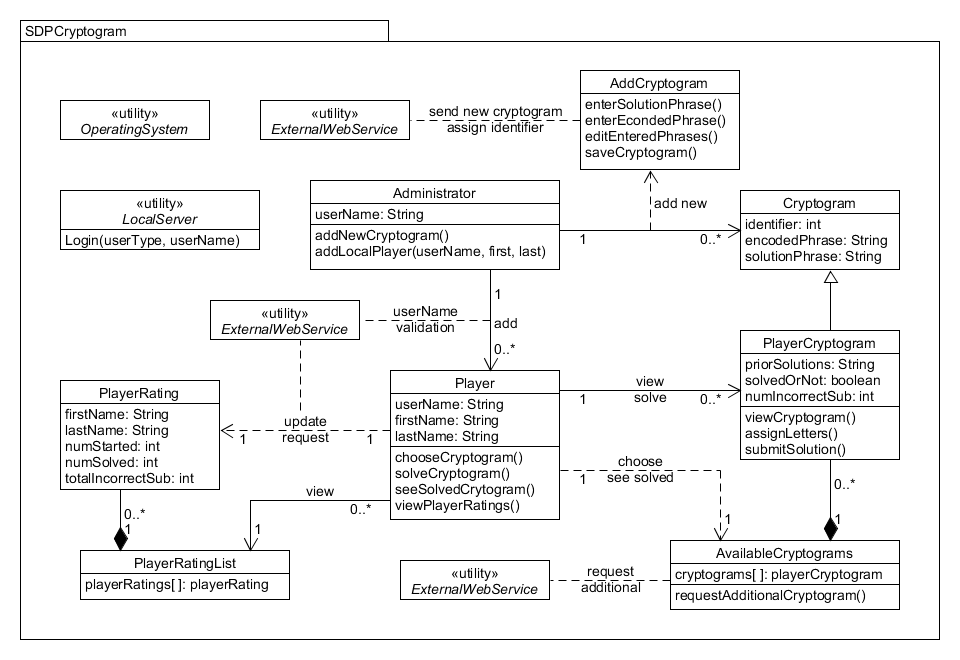 SDPCryptogram
AddCryptogram
enterSolutionPhrase()
enterEcondedPhrase()
editEnteredPhrases()
saveCryptogram()
«utility»
OperatingSystem
«utility»
ExternalWebService
send new cryptogram
assign identifier
«utility»
LocalServer
Login(userType, userName)
Administrator
userName: String
addNewCryptogram()
addLocalPlayer(userName, first, last)
add new
1
0..*
Cryptogram
identifier: int
encodedPhrase: String
solutionPhrase: String
1
add
0..*
«utility»
ExternalWebService
userName
validation
PlayerCryptogram
priorSolutions: String
solvedOrNot: boolean
numIncorrectSub: int
viewCryptogram()
assignLetters()
submitSolution()
PlayerRating
firstName: String
lastName: String
numStarted: int
numSolved: int
totalIncorrectSub: int
Player
userName: String
firstName: String
lastName: String
chooseCryptogram()
solveCryptogram()
seeSolvedCrytogram()
viewPlayerRatings()
view
solve
1
0..*
update
request
1
1
choose
see solved
1
1
view
0..*
1
0..*
1
0..*
1
PlayerRatingList
playerRatings[ ]: playerRating
«utility»
ExternalWebService
request
additional
AvailableCryptograms
cryptograms[ ]: playerCryptogram
requestAdditionalCryptogram()